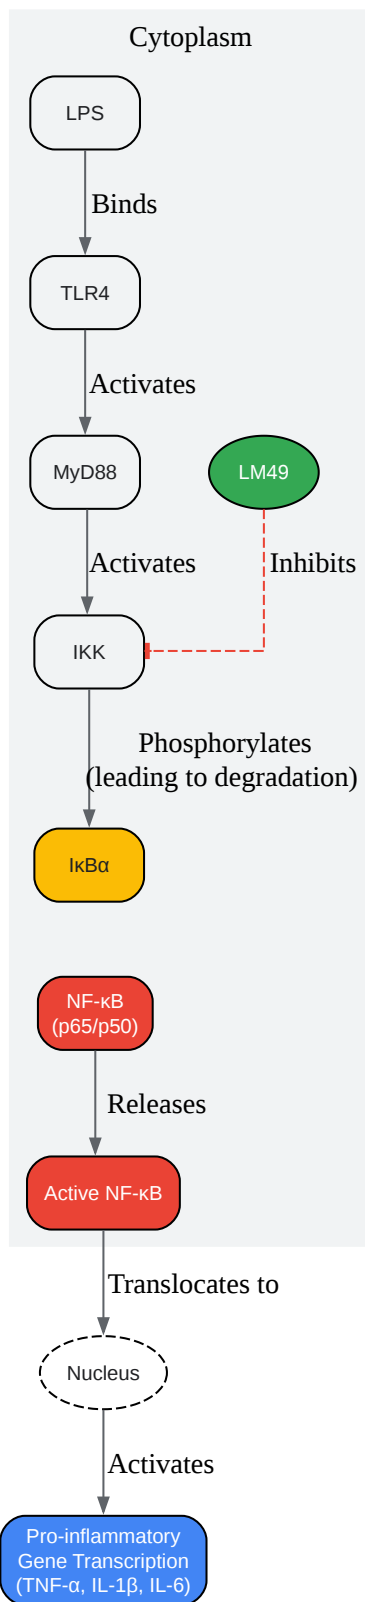 Cytoplasm
LPS
Binds
TLR4
Activates
MyD88
LM49
Activates
Inhibits
IKK
Phosphorylates
(leading to degradation)
IκBα
NF-κB
(p65/p50)
Releases
Active NF-κB
Translocates to
Nucleus
Activates
Pro-inflammatory
Gene Transcription
(TNF-α, IL-1β, IL-6)